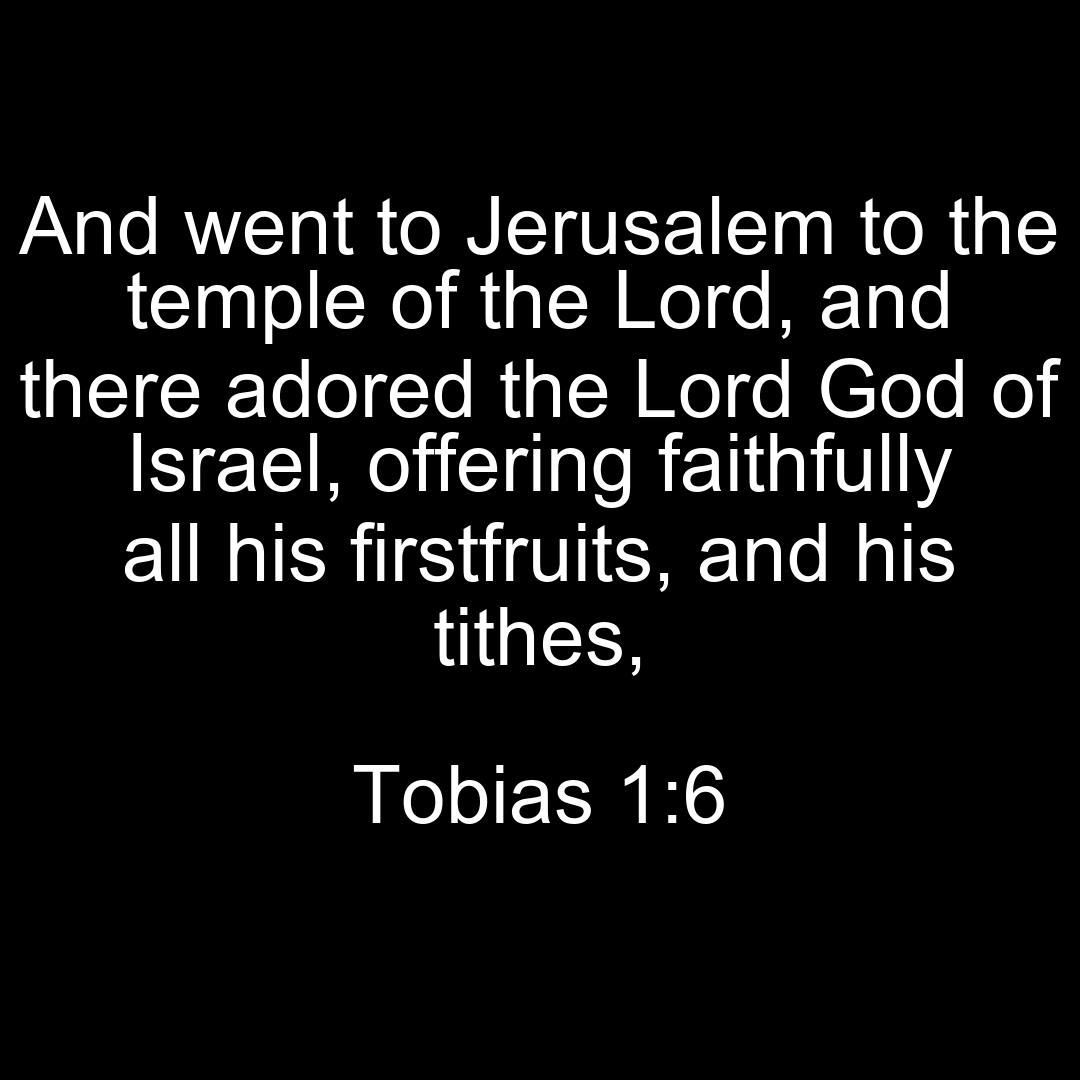 And went to Jerusalem to the
temple of the Lord, and
there adored the Lord God of
Israel, offering faithfully
all his firstfruits, and his
tithes,
Tobias 1:6